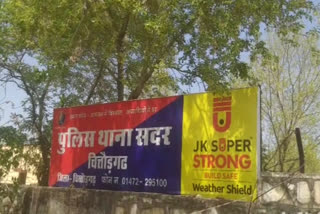 पुलिस थाना सदर
चित्तौड़गढ़
जिला- चित्तौड़गढ़ फोन नं 01472- 295100
JK SUPER
STRONG
BUILD SAFE
Weather Shield